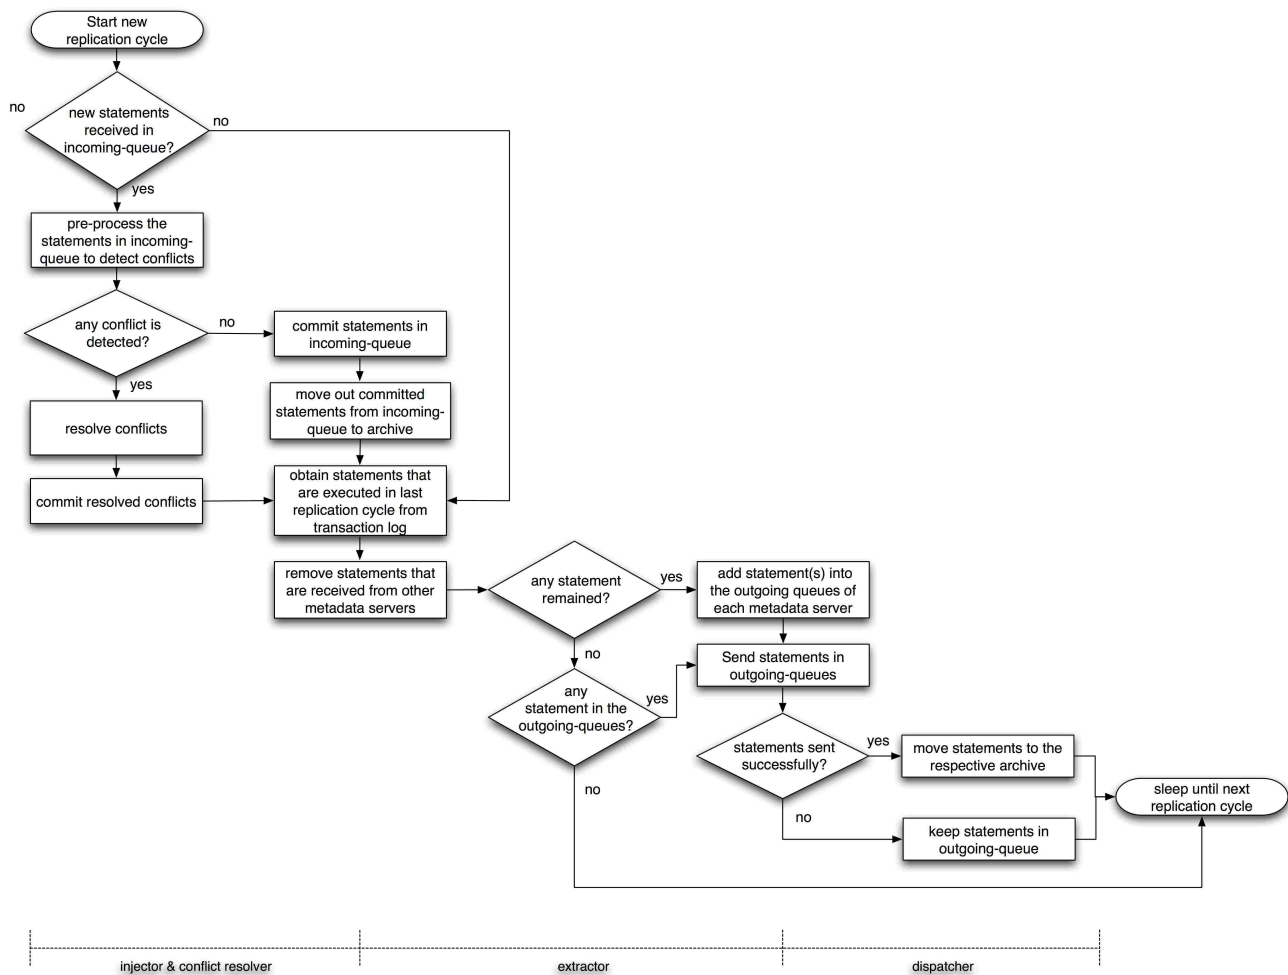 Start new
replication cycle
no
new statements
received in
incoming-queue?
no
yes
pre-process the
statements in incoming-
queue to detect conflicts
any conflict is
detected?
no
commit statements in
incoming-queue
yes
move out committed
statements from incoming-
queue to archive
resolve conflicts
obtain statements that
are executed in last
replication cycle from
transaction log
commit resolved conflicts
remove statements that
are received from other
metadata servers
any statement
remained?
yes
add statement(s) into
the outgoing queues of
each metadata server
no
Send statements in
outgoing-queues
any
statement in the
outgoing-queues?
yes
statements sent
successfully?
yes
move statements to the
respective archive
no
no
keep statements in
outgoing-queue
sleep until next
replication cycle
injector & conflict resolver
extractor
dispatcher